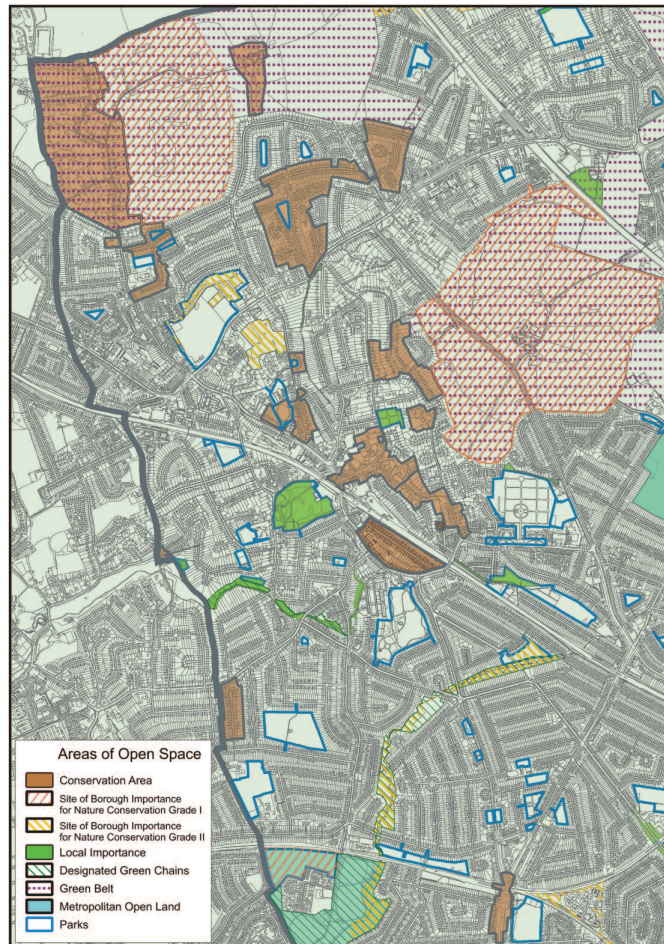 Areas of Open Space
Conservation Area
Site of Borough Importance
for Nature Conservation Grade I
Site of Borough Importance
for Nature Conservation Grade II
Local Importance
Designated Green Chains
Green Belt
Metropolitan Open Land
Parks